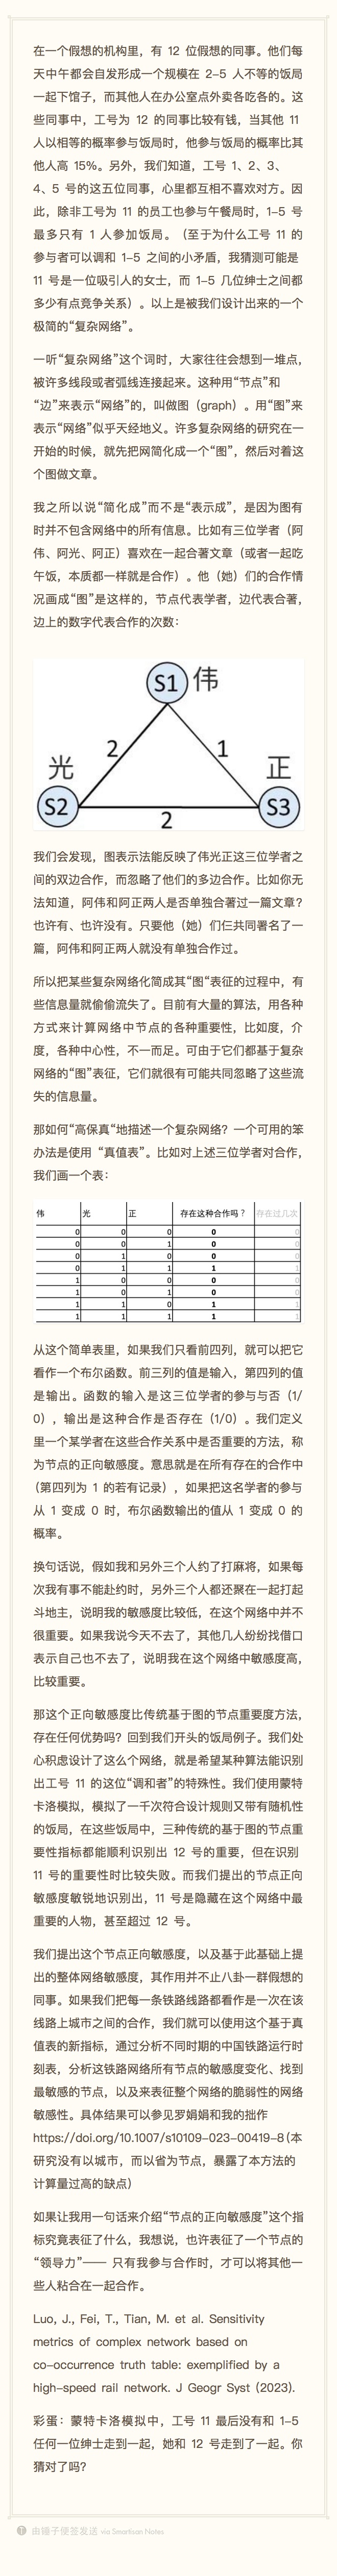 在一个假想的机构里，有 12 位假想的同事。他们每
天中午都会自发形成一个规模在 2–5 人不等的饭局
一起下馆子，而其他人在办公室点外卖各吃各的。这
些同事中，工号为 12 的同事比较有钱，当其他 11
人以相等的概率参与饭局时，他参与饭局的概率比其
他人高 15%。另外，我们知道，工号 1、2、3、
4、5 号的这五位同事，心里都互相不喜欢对方。因
此，除非工号为 11 的员工也参与午餐局时，1–5 号
最多只有 1 人参加饭局。（至于为什么工号 11 的
参与者可以调和 1–5 之间的小矛盾，我猜测可能是
11 号是一位吸引人的女士，而 1–5 几位绅士之间都
多少有点竞争关系）。以上是被我们设计出来的一个
极简的“复杂网络”。
一听“复杂网络”这个词时，大家往往会想到一堆点，
被许多线段或者弧线连接起来。这种用“节点”和
“边”来表示“网络”的，叫做图（graph）。用“图”来
表示“网络”似乎天经地义。许多复杂网络的研究在一
开始的时候，就先把网简化成一个“图”，然后对着这
个图做文章。
我之所以说“简化成”而不是“表示成”，是因为图有
时并不包含网络中的所有信息。比如有三位学者（阿
伟、阿光、阿正）喜欢在一起合著文章（或者一起吃
午饭，本质都一样就是合作）。他（她）们的合作情
况画成“图”是这样的，节点代表学者，边代表合著，
边上的数字代表合作的次数：
S1 伟
2 1
光 正
S2 S3
2
我们会发现，图表示法能反映了伟光正这三位学者之
间的双边合作，而忽略了他们的多边合作。比如你无
法知道，阿伟和阿正两人是否单独合著过一篇文章？
也许有、也许没有。只要他（她）们仨共同署名了一
篇，阿伟和阿正两人就没有单独合作过。
所以把某些复杂网络化简成其“图“表征的过程中，有
些信息量就偷偷流失了。目前有大量的算法，用各种
方式来计算网络中节点的各种重要性，比如度，介
度，各种中心性，不一而足。可由于它们都基于复杂
网络的“图”表征，它们就很有可能共同忽略了这些流
失的信息量。
那如何“高保真“地描述一个复杂网络？一个可用的笨
办法是使用 “真值表”。比如对上述三位学者对合作，
我们画一个表：
伟 光 正 存在这种合作吗？ 存在过几次
0 0 0 0 0
0 0 1 0 0
0 1 0 0 0
0 1 1 1 1
1 0 0 0 0
1 0 1 0 0
1 1 0 1 1
1 1 1 1 1
从这个简单表里，如果我们只看前四列，就可以把它
看作一个布尔函数。前三列的值是输入，第四列的值
是输出。函数的输入是这三位学者的参与与否（1/
0），输出是这种合作是否存在（1/0）。我们定义
里一个某学者在这些合作关系中是否重要的方法，称
为节点的正向敏感度。意思就是在所有存在的合作中
（第四列为 1 的若有记录），如果把这名学者的参与
从 1 变成 0 时，布尔函数输出的值从 1 变成 0 的
概率。
换句话说，假如我和另外三个人约了打麻将，如果每
次我有事不能赴约时，另外三个人都还聚在一起打起
斗地主，说明我的敏感度比较低，在这个网络中并不
很重要。如果我说今天不去了，其他几人纷纷找借口
表示自己也不去了，说明我在这个网络中敏感度高，
比较重要。
那这个正向敏感度比传统基于图的节点重要度方法，
存在任何优势吗？回到我们开头的饭局例子。我们处
心积虑设计了这么个网络，就是希望某种算法能识别
出工号 11 的这位“调和者”的特殊性。我们使用蒙特
卡洛模拟，模拟了一千次符合设计规则又带有随机性
的饭局，在这些饭局中，三种传统的基于图的节点重
要性指标都能顺利识别出 12 号的重要，但在识别
11 号的重要性时比较失败。而我们提出的节点正向
敏感度敏锐地识别出，11 号是隐藏在这个网络中最
重要的人物，甚至超过 12 号。
我们提出这个节点正向敏感度，以及基于此基础上提
出的整体网络敏感度，其作用并不止八卦一群假想的
同事。如果我们把每一条铁路线路都看作是一次在该
线路上城市之间的合作，我们就可以使用这个基于真
值表的新指标，通过分析不同时期的中国铁路运行时
刻表，分析这铁路网络所有节点的敏感度变化、找到
最敏感的节点，以及来表征整个网络的脆弱性的网络
敏感性。具体结果可以参见罗娟娟和我的拙作
https://doi.org/10.1007/s10109-023-00419-8(本
研究没有以城市，而以省为节点，暴露了本方法的
计算量过高的缺点）
如果让我用一句话来介绍“节点的正向敏感度”这个指
标究竟表征了什么，我想说，也许表征了一个节点的
“领导力”—— 只有我参与合作时，才可以将其他一
些人粘合在一起合作。
Luo, J., Fei, T., Tian, M. et al. Sensitivity
metrics of complex network based on
co-occurrence truth table: exemplified by a
high-speed rail network. J Geogr Syst (2023).
彩蛋：蒙特卡洛模拟中，工号 11 最后没有和 1–5
任何一位绅士走到一起，她和 12 号走到了一起。你
猜对了吗？
由镜子便签发送 via Smartisan Notes